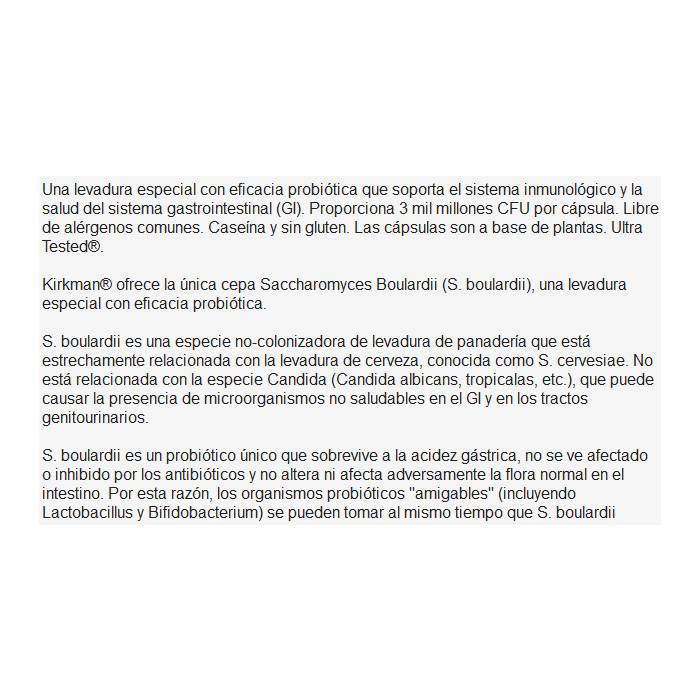 Una levadura especial con eficacia probiótica que soporta el sistema inmunológico y la
salud del sistema gastrointestinal (GI). Proporciona 3 mil millones CFU por cápsula. Libre
de alérgenos comunes. Caseína y sin gluten. Las cápsulas son a base de plantas. Ultra
Tested®.
Kirkman® ofrece la única cepa Saccharomyces Boulardii (S. boulardii), una levadura
especial con eficacia probiótica.
S. boulardii es una especie no-colonizadora de levadura de panadería que está
estrechamente relacionada con la levadura de cerveza, conocida como S. cervesiae. No
está relacionada con la especie Candida (Candida albicans, tropicalas, etc.), que puede
causar la presencia de microorganismos no saludables en el GI y en los tractos
genitourinarios.
S. boulardii es un probiótico único que sobrevive a la acidez gástrica, no se ve afectado
o inhibido por los antibióticos y no altera ni afecta adversamente la flora normal en el
intestino. Por esta razón, los organismos probióticos "amigables" (incluyendo
Lactobacillus y Bifidobacterium) se pueden tomar al mismo tiempo que S. boulardii